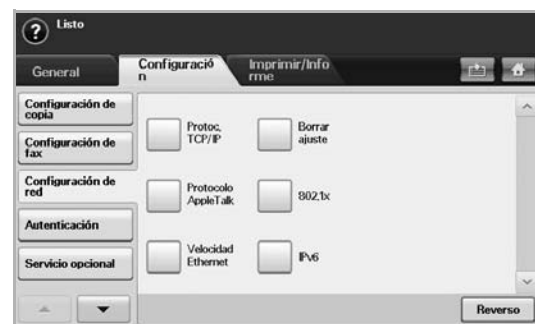 Listo
General
Configuració
n
Imprimir/Info
rme
Configuración de
copia
Configuración de
fax
Configuración de
red
Autenticación
Servicio opcional
Protoc.
TCP/IP
Borrar
ajuste
Protocolo
AppleTalk
802.1x
Velocidad
Ethernet
IPv6
Reverso